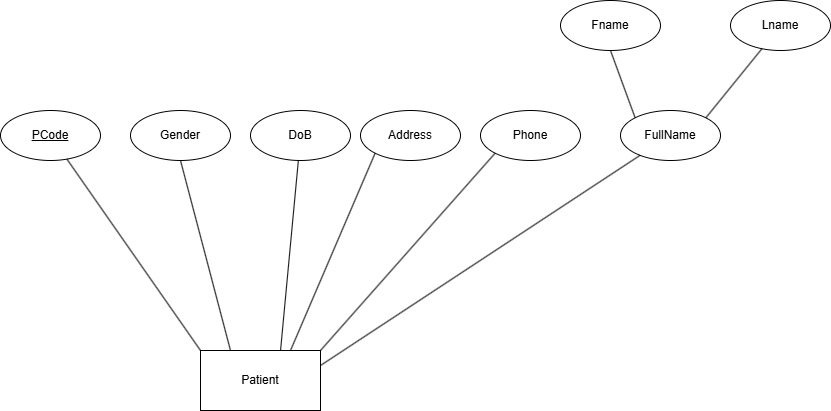 Fname
Lname
PCode
Gender
DoB
Address
Phone
FullName
Patient